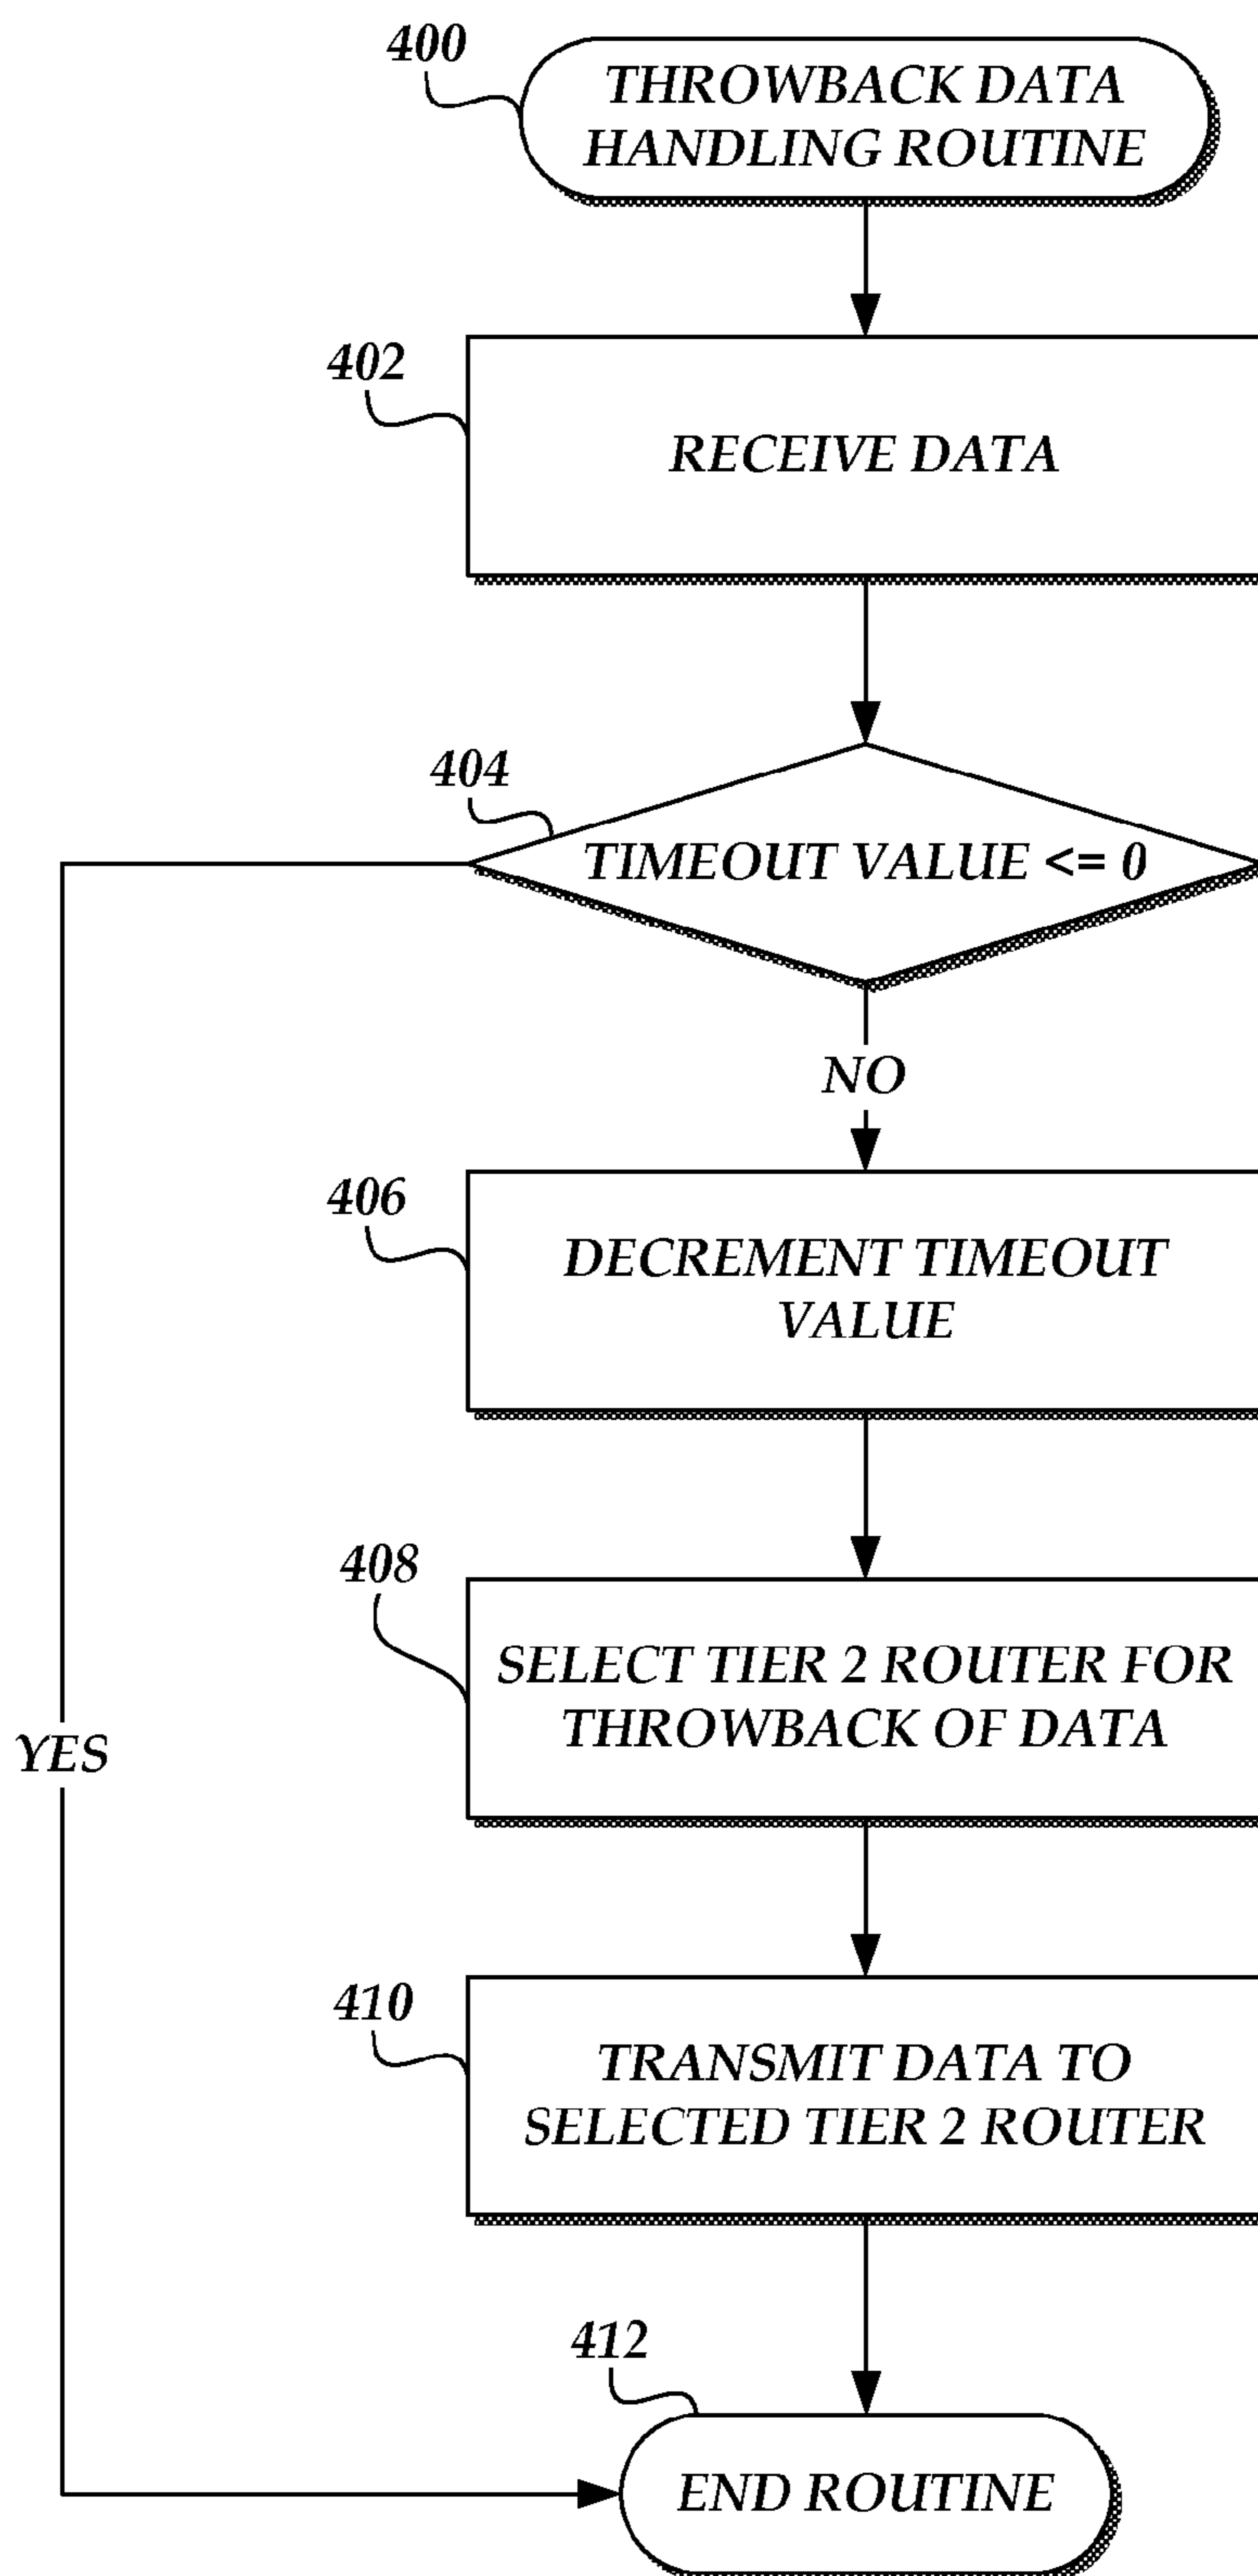 400
THROWBACK DATA
HANDLING ROUTINE
402
RECEIVE DATA
404
TIMEOUT VALUE <= 0
NO
406
DECREMENT TIMEOUT
VALUE
408
SELECT TIER 2 ROUTER FOR
THROWBACK OF DATA
YES
410
TRANSMIT DATA TO
SELECTED TIER 2 ROUTER
412
END ROUTINE